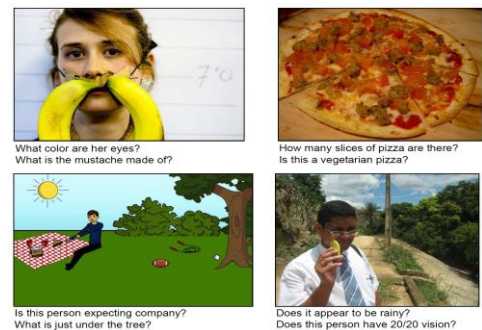 7'0
What color are her eyes?
What is the mustache made of?
How many slices of pizza are there?
Is this a vegetarian pizza?
Is this person expecting company?
What is just under the tree?
Does it appear to be rainy?
Does this person have 20/20 vision?